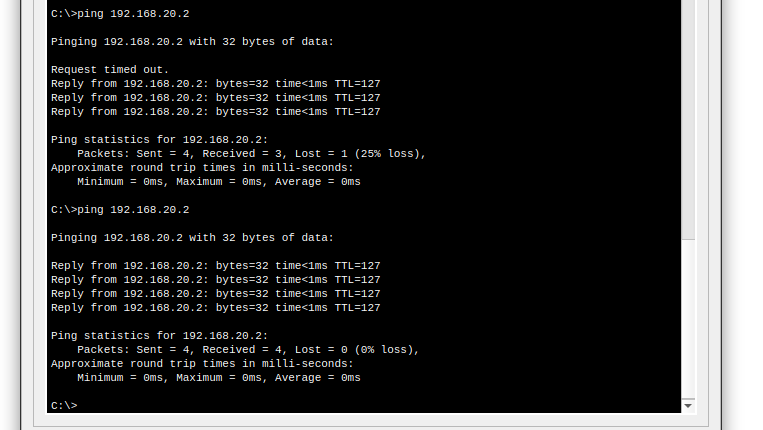 C:\>ping 192.168.20.2
Pinging 192.168.20.2 with 32 bytes of data:
Request timed out.
Reply from 192.168.20.2: bytes=32 time<1ms TTL=127
Reply from 192.168.20.2: bytes=32 time<1ms TTL=127
Reply from 192.168.20.2: bytes=32 time<1ms TTL=127
Ping statistics for 192.168.20.2:
    Packets: Sent = 4, Received = 3, Lost = 1 (25% loss),
Approximate round trip times in milli-seconds:
    Minimum = 0ms, Maximum = 0ms, Average = 0ms
C:\>ping 192.168.20.2
Pinging 192.168.20.2 with 32 bytes of data:
Reply from 192.168.20.2: bytes=32 time<1ms TTL=127
Reply from 192.168.20.2: bytes=32 time<1ms TTL=127
Reply from 192.168.20.2: bytes=32 time<1ms TTL=127
Reply from 192.168.20.2: bytes=32 time<1ms TTL=127
Ping statistics for 192.168.20.2:
    Packets: Sent = 4, Received = 4, Lost = 0 (0% loss),
Approximate round trip times in milli-seconds:
    Minimum = 0ms, Maximum = 0ms, Average = 0ms
C:\>